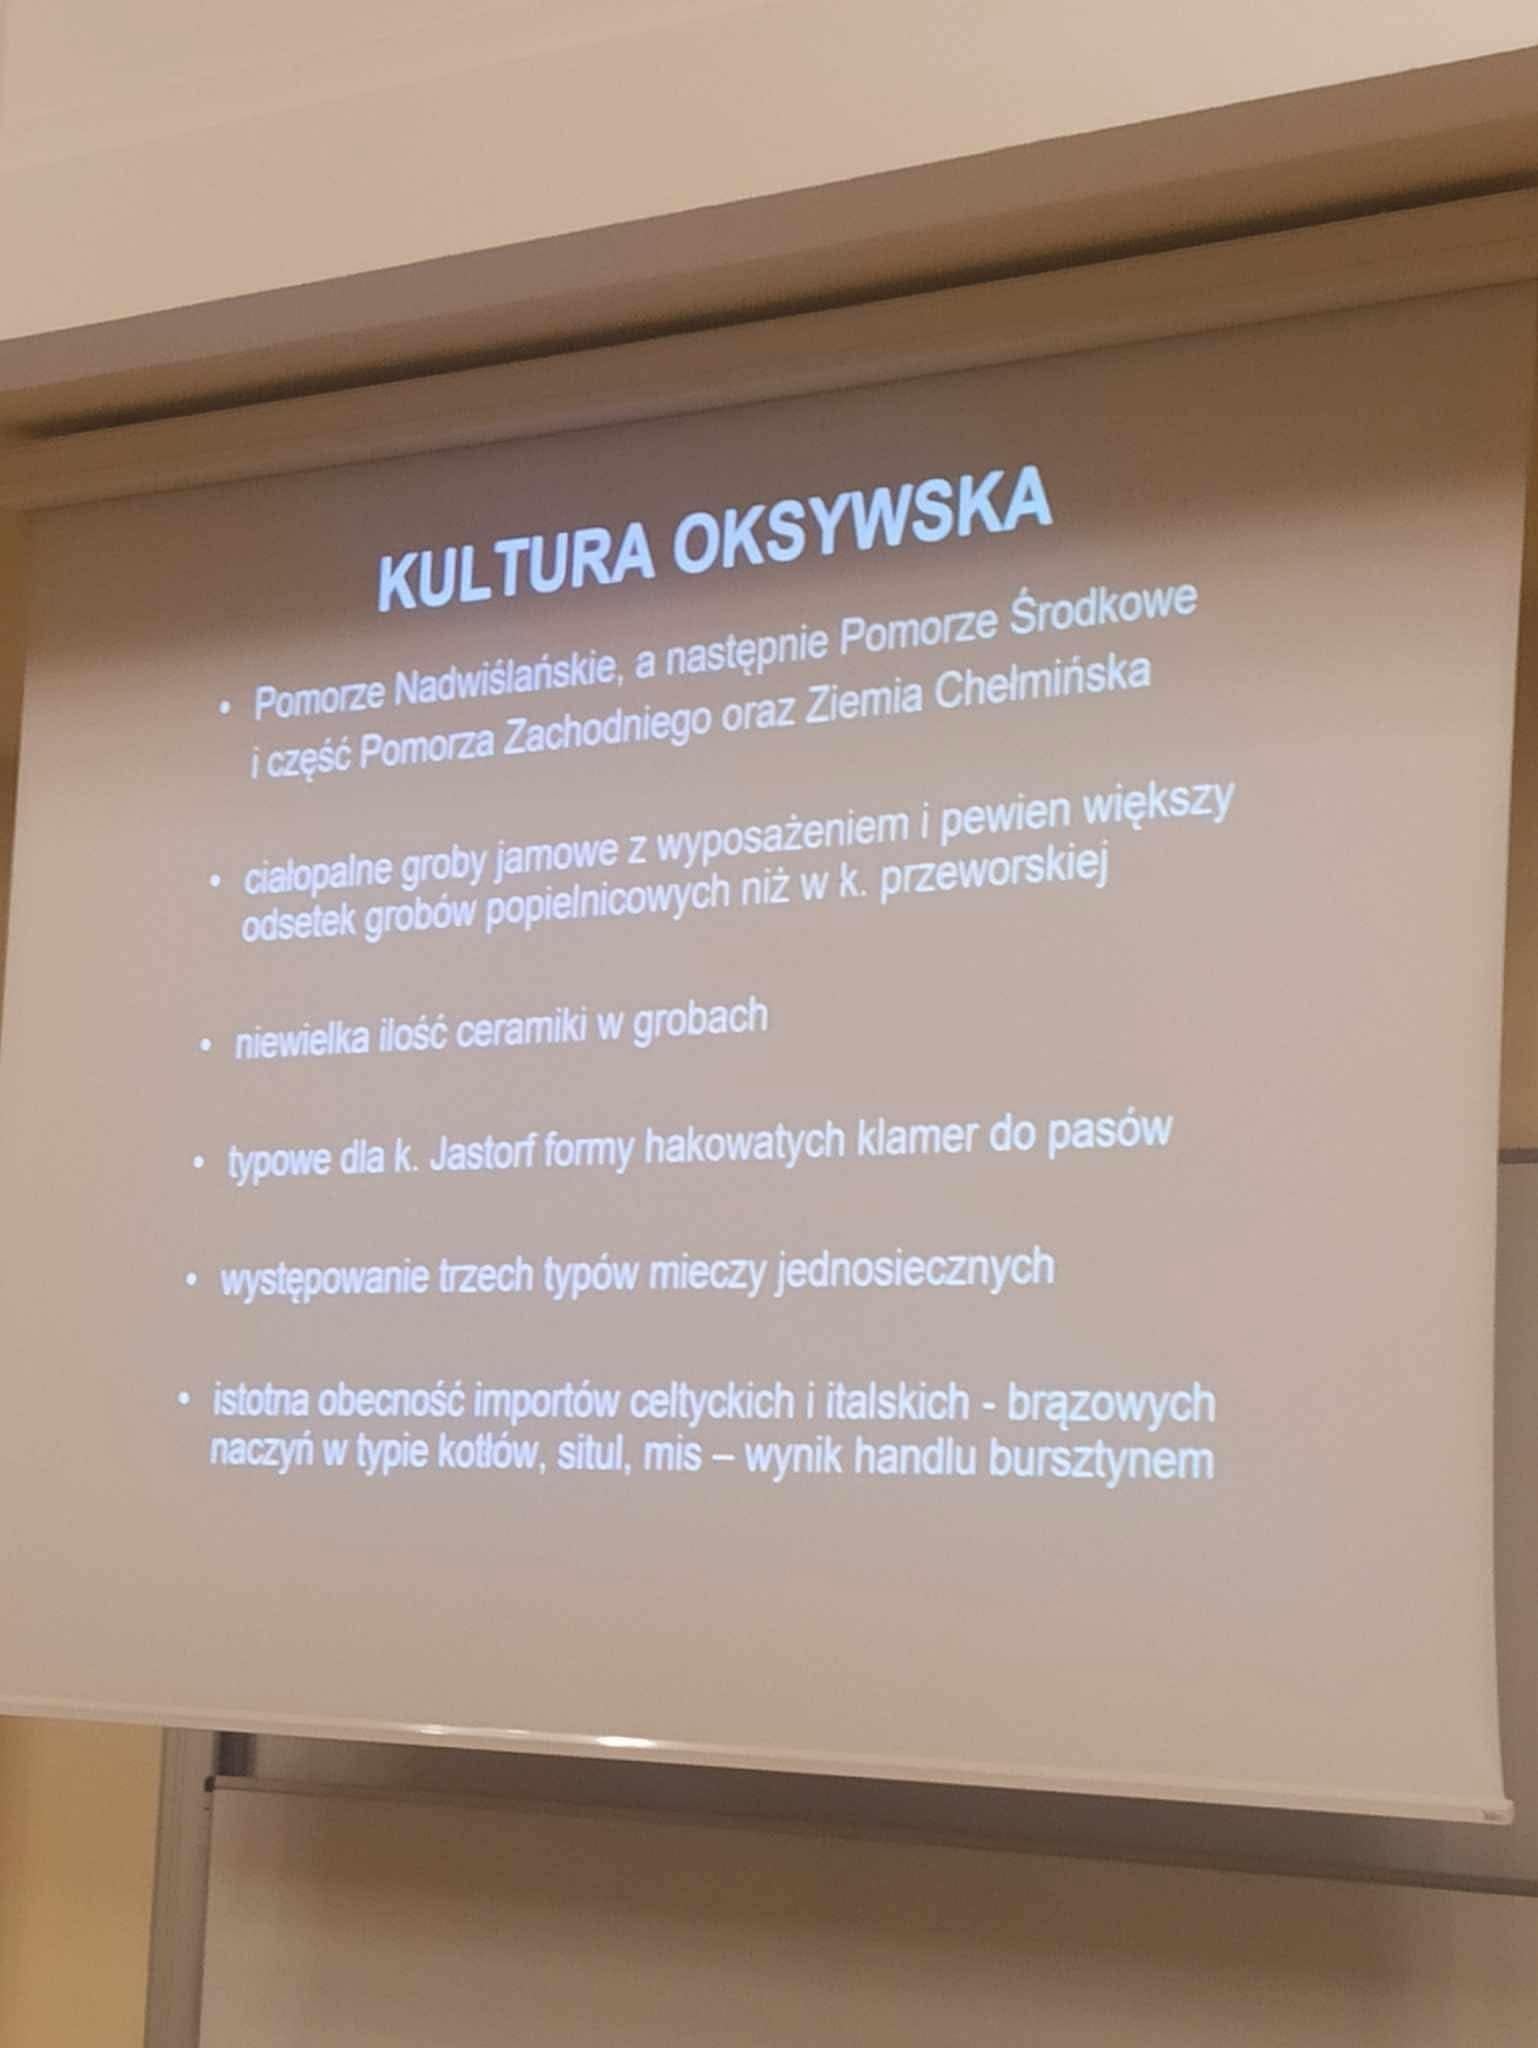 KULTURA OKSYWSKA
• Pomorze Nadwiślańskie, a następnie Pomorze Środkowe
i część Pomorza Zachodniego oraz Ziemia Chełmińska
• ciałopalne groby jamowe z wyposażeniem i pewien większy
odsetek grobów popielnicowych niż w k. przeworskiej
• niewielka ilość ceramiki w grobach
• typowe dla k. Jastorf formy hakowatych klamer do pasów
• występowanie trzech typów mieczy jednosiecznych
• istotna obecność importów celtyckich i italskich - brązowych
naczyń w typie kotłów, situl, mis – wynik handlu bursztynem